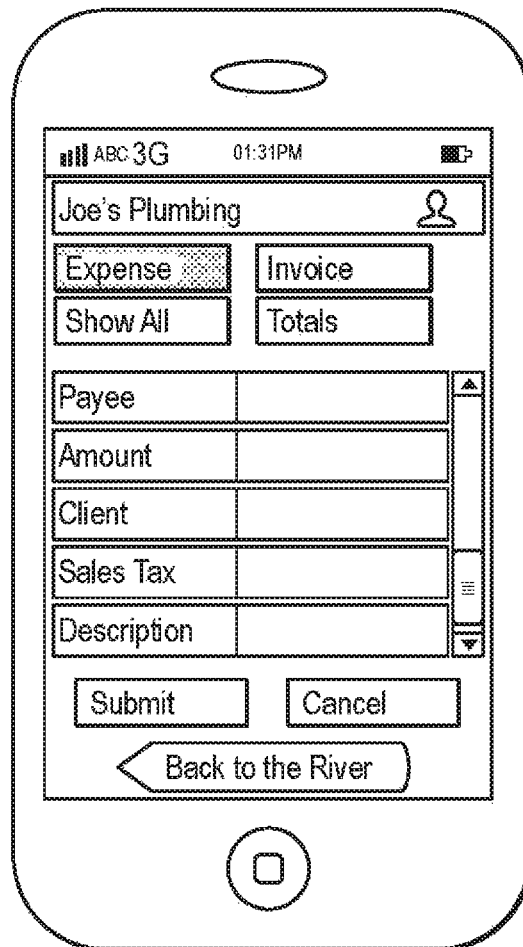 ABC 3G 01:31PM
Joe's Plumbing
Expense Invoice
Show All Totals
Payee
Amount
Client
Sales Tax
Description
Submit Cancel
Back to the River